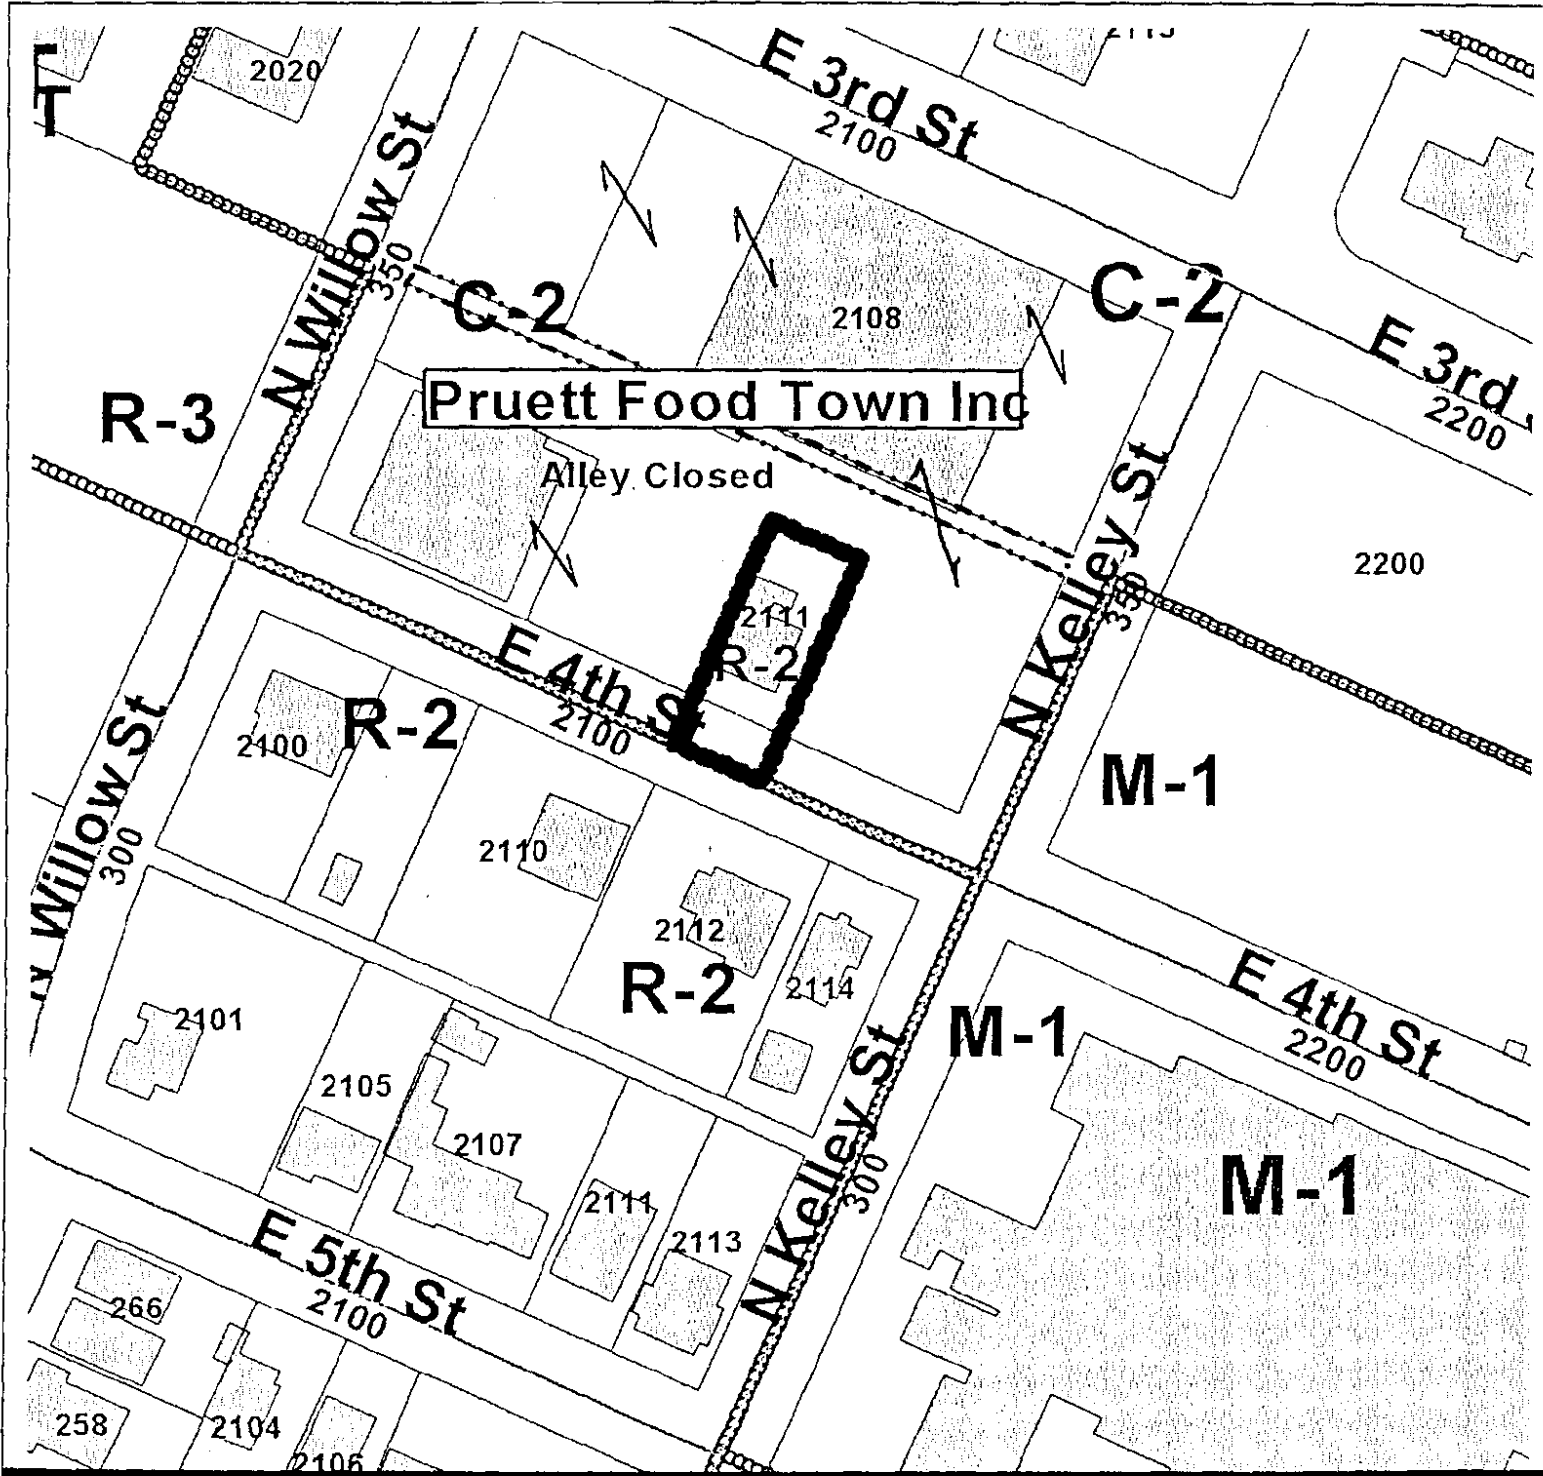 2020
E 3rd St
2100
N Willow St
350
C-2
2108
C-2
E 3rd
2200
R-3
Pruett Food Town Inc
Alley Closed
N Kelley St
350
2200
2111
R-2
E 4th St
2100
R-2
2100
M-1
N Willow St
300
2110
2112
R-2
2114
M-1
E 4th St
2200
2101
2105
2107
N Kelley St
300
M-1
2111
2113
E 5th St
2100
266
258
2104
2106